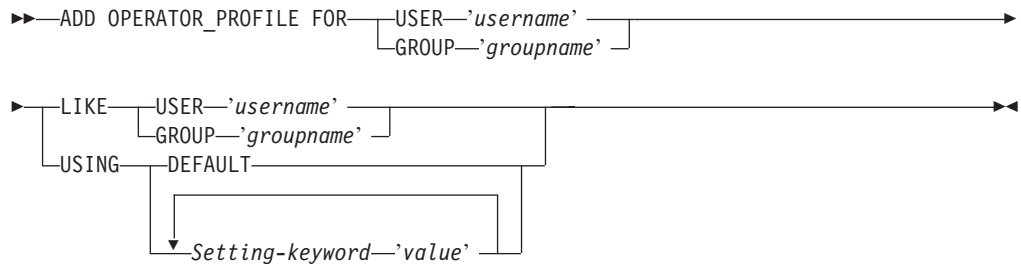 ADD OPERATOR_PROFILE FOR USER ’username’
GROUP ’groupname’
LIKE USER ’username’
GROUP ’groupname’
USING DEFAULT
Setting-keyword ’value’